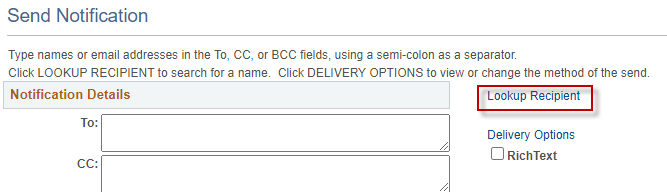 Send Notification
Type names or email addresses in the To, CC, or BCC fields, using a semi-colon as a separator.
Click LOOKUP RECIPIENT to search for a name. Click DELIVERY OPTIONS to view or change the method of the send.
Notification Details
Lookup Recipient
To:
Delivery Options
RichText
CC: